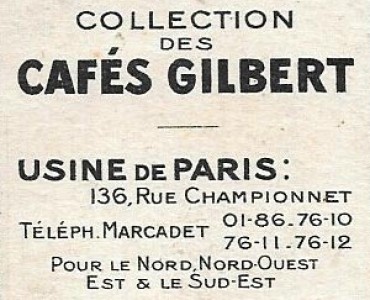 COLLECTION
DES
CAFÉS GILBERT
USINE DE PARIS:
136, RUE CHAMPIONNET
TÉLÉPH. MARCADET 01-86-76-10
76-11-76-12
POUR LE NORD, NORD-OUEST
EST & LE SUD-EST